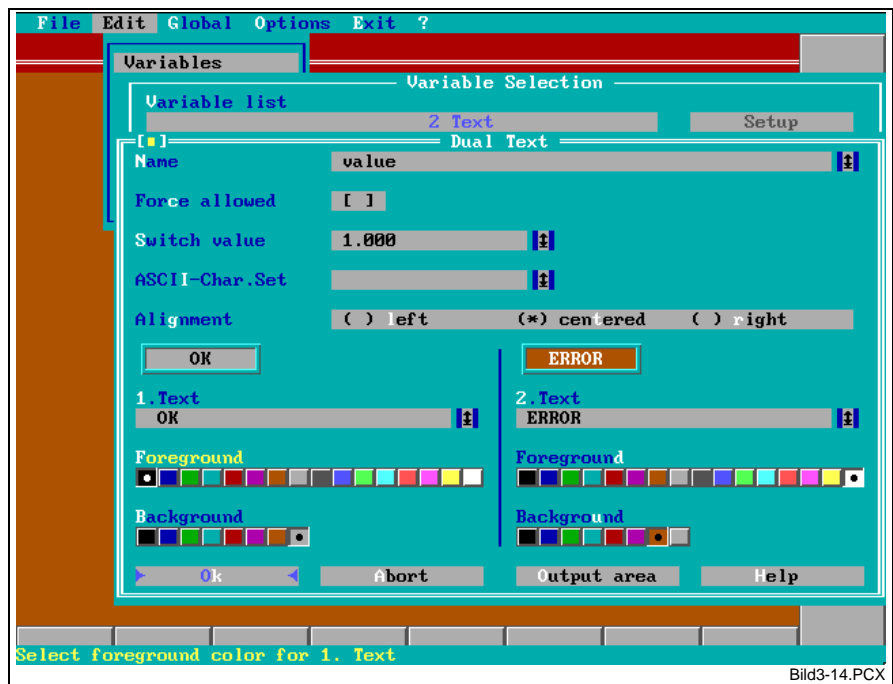 File Edit Global Options Exit ?
Variables
Variable Selection
Variable list
2 Text Setup
[■] Dual Text
Name value
Force allowed [ ]
Switch value 1.000
ASCII-Char.Set
Alignment ( ) left (*) centered ( ) right
OK ERROR
1.Text 2.Text
OK ERROR
Foreground Foreground
Background Background
Ok Abort Output area Help
Select foreground color for 1. Text
Bild3-14.PCX